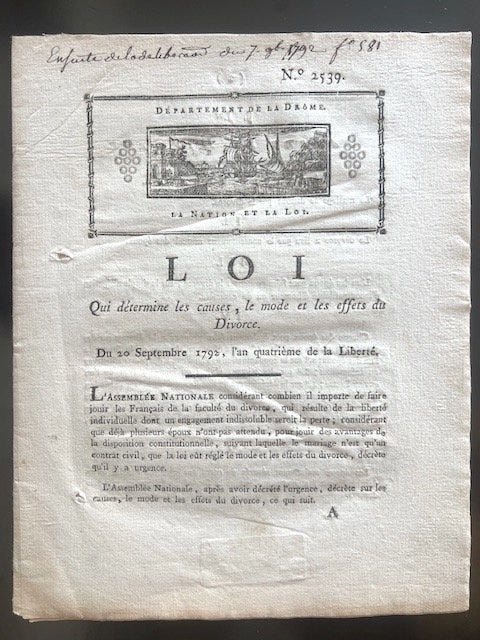 Ensuite de la deliberaõn du 7. 9b. 1792 fº 581
N.º 2539.
DÉPARTEMENT DE LA DRÔME.
LA NATION ET LA LOI.
LOI
Qui détermine les causes, le mode et les effets du
Divorce.
Du 20 Septembre 1792, l'an quatrième de la Liberté.
L'ASSEMBLÉE NATIONALE considérant combien il importe de faire
jouir les Français de la faculté du divorce, qui résulte de la liberté
individuelle dont un engagement indissoluble seroit la perte; considérant
que déjà plusieurs époux n'ont pas attendu, pour jouir des avantages de
la disposition constitutionnelle, suivant laquelle le mariage n'est qu'un
contrat civil, que la loi eût réglé le mode et les effets du divorce, décrète
qu'il y a urgence.
L'Assemblée Nationale, après avoir décrété l'urgence, décrète sur les
causes, le mode et les effets du divorce, ce qui suit.
A